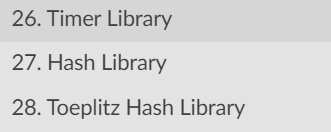 26. Timer Library
27. Hash Library
28. Toeplitz Hash Library